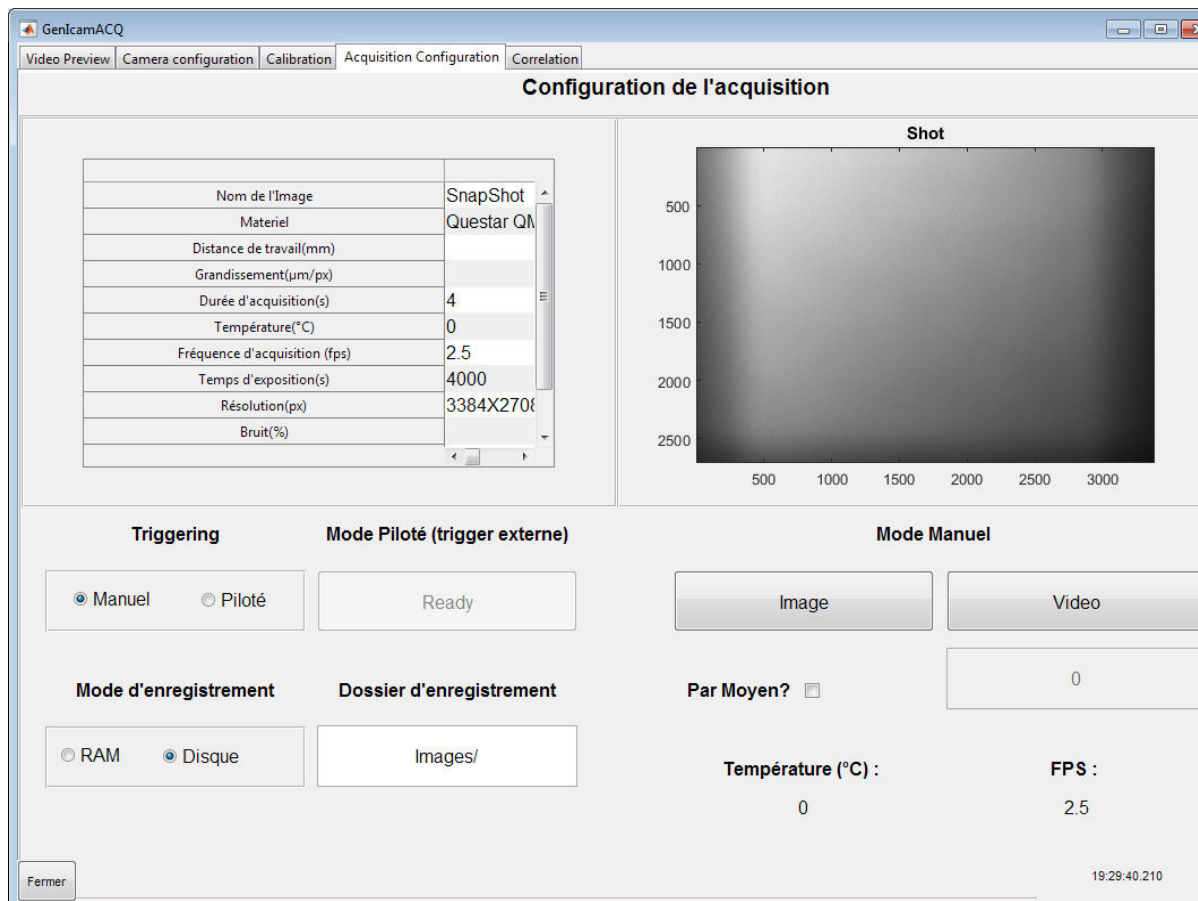 GenIcamACQ
Video Preview Camera configuration Calibration Acquisition Configuration Correlation
Configuration de l'acquisition
Nom de l'Image SnapShot
Materiel Questar
Distance de travail(mm)
Grandissement(µm/px)
Durée d'acquisition(s) 4
Température(°C) 0
Fréquence d'acquisition (fps) 2.5
Temps d'exposition(s) 4000
Résolution(px) 3384X2708
Bruit(%)
Shot
500
1000
1500
2000
2500
500 1000 1500 2000 2500 3000
Triggering
Manuel Piloté
Mode Piloté (trigger externe)
Ready
Mode Manuel
Image Video
0
Mode d'enregistrement
RAM Disque
Dossier d'enregistrement
Images/
Par Moyen?
Température (°C) :
0
FPS :
2.5
Fermer
19:29:40.210